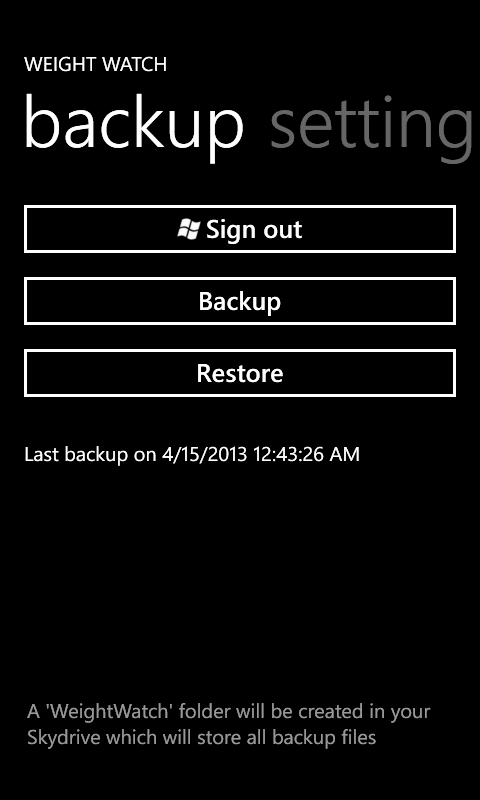 WEIGHT WATCH
backup setting
Sign out
Backup
Restore
Last backup on 4/15/2013 12:43:26 AM
A 'WeightWatch' folder will be created in your
Skydrive which will store all backup files